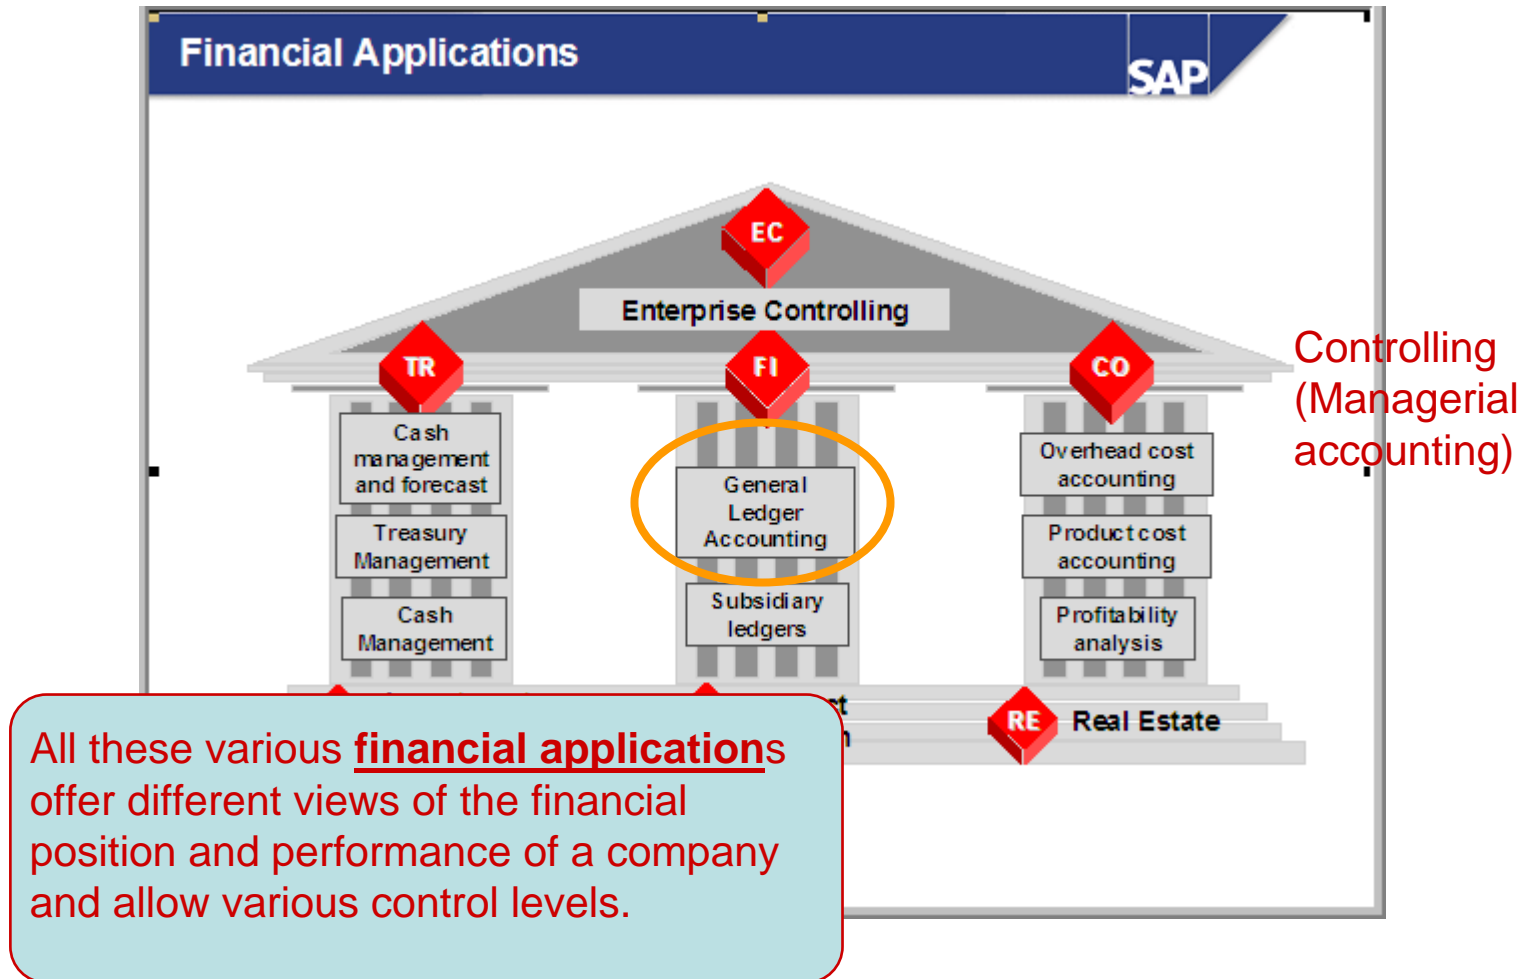 Financial Applications
SAP
EC
Enterprise Controlling
TR
FI
CO
Controlling
(Managerial
accounting)
Cash
management
and forecast
Treasury
Management
Cash
Management
General
Ledger
Accounting
Subsidiary
ledgers
Overhead cost
accounting
Product cost
accounting
Profitability
analysis
RE
Real Estate
All these various financial applications
offer different views of the financial
position and performance of a company
and allow various control levels.